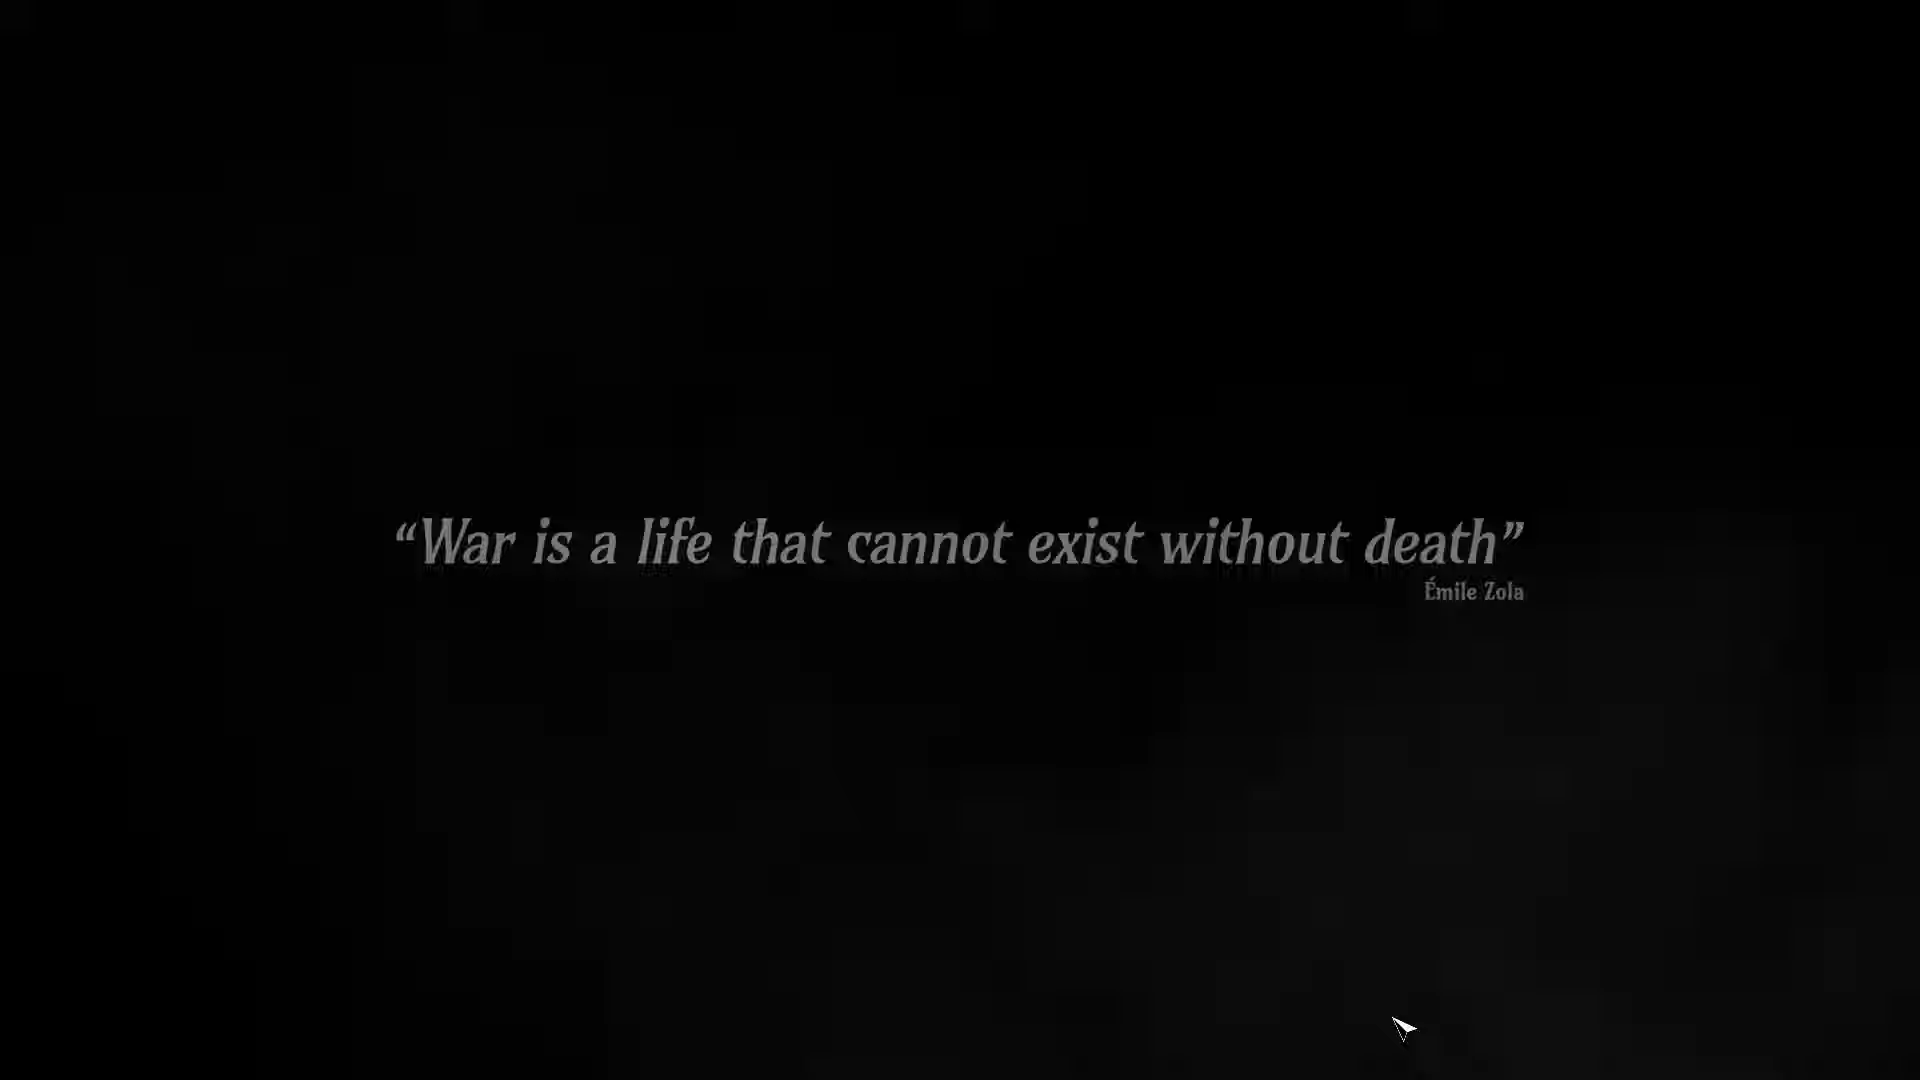 “War is a life that cannot exist without death”
Émile Zola